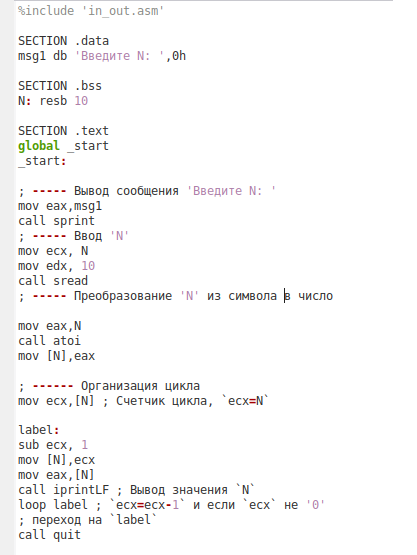 %include 'in_out.asm'
SECTION .data
msg1 db 'Введите N: ',0h
SECTION .bss
N: resb 10
SECTION .text
global _start
_start:
; ----- Вывод сообщения 'Введите N: '
mov eax,msg1
call sprint
; ----- Ввод 'N'
mov ecx, N
mov edx, 10
call sread
; ----- Преобразование 'N' из символа в число
mov eax,N
call atoi
mov [N],eax
; ------ Организация цикла
mov ecx,[N] ; Счетчик цикла, `ecx=N`
label:
sub ecx, 1
mov [N],ecx
mov eax,[N]
call iprintLF ; Вывод значения `N`
loop label ; `ecx=ecx-1` и если `ecx` не '0'
; переход на `label`
call quit